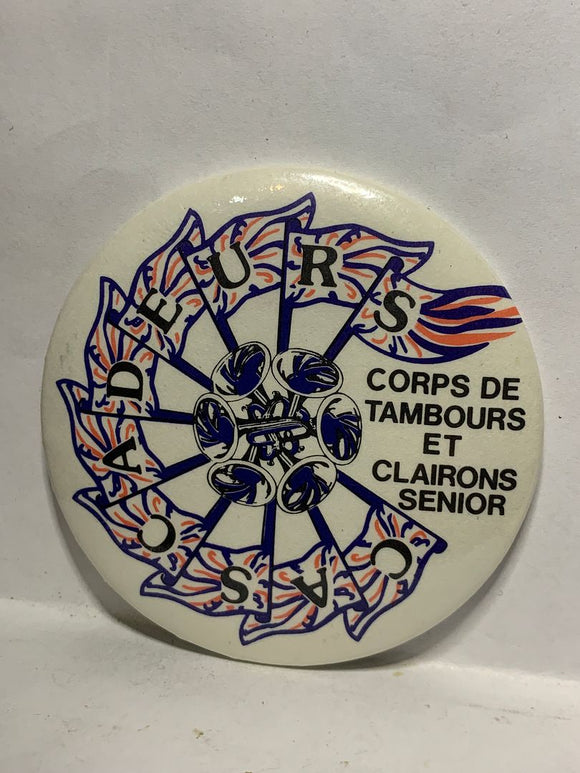 CASCADEURS
CORPS DE
TAMBOURS
ET
CLAIRONS
SENIOR